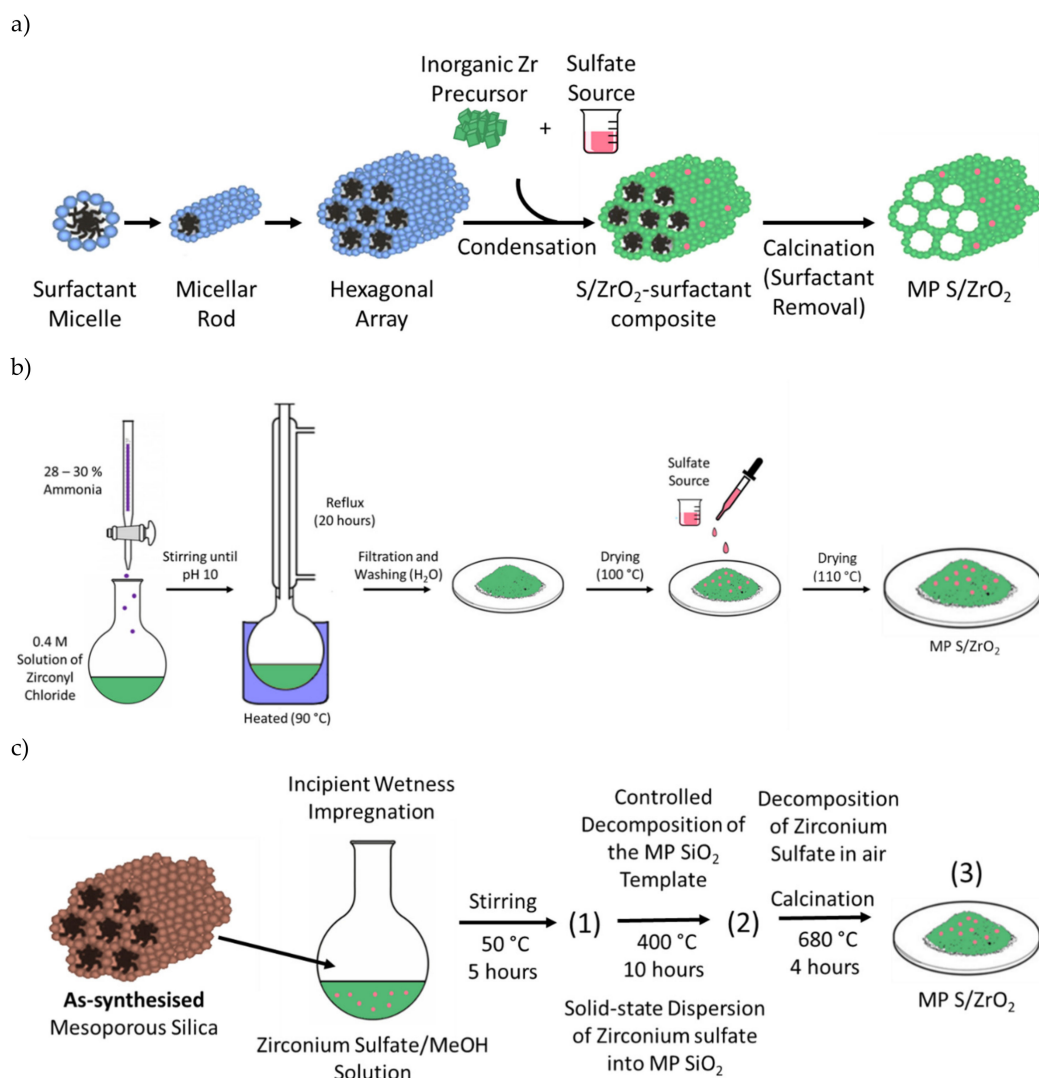 a)
Inorganic Zr
Precursor
+
Sulfate
Source
Condensation
Calcination
(Surfactant
Removal)
Surfactant
Micelle
Micellar
Rod
Hexagonal
Array
S/ZrO₂-surfactant
composite
MP S/ZrO₂
b)
28 – 30 %
Ammonia
0.4 M
Solution of
Zirconyl
Chloride
Stirring until
pH 10
Reflux
(20 hours)
Heated (90 °C)
Filtration and
Washing (H₂O)
Drying
(100 °C)
Sulfate
Source
Drying
(110 °C)
MP S/ZrO₂
c)
As-synthesised
Mesoporous Silica
Incipient Wetness
Impregnation
Zirconium Sulfate/MeOH
Solution
Stirring
50 °C
5 hours
(1)
Controlled
Decomposition of
the MP SiO₂
Template
400 °C
10 hours
Solid-state Dispersion
of Zirconium sulfate
into MP SiO₂
(2)
Decomposition
of Zirconium
Sulfate in air
Calcination
680 °C
4 hours
(3)
MP S/ZrO₂